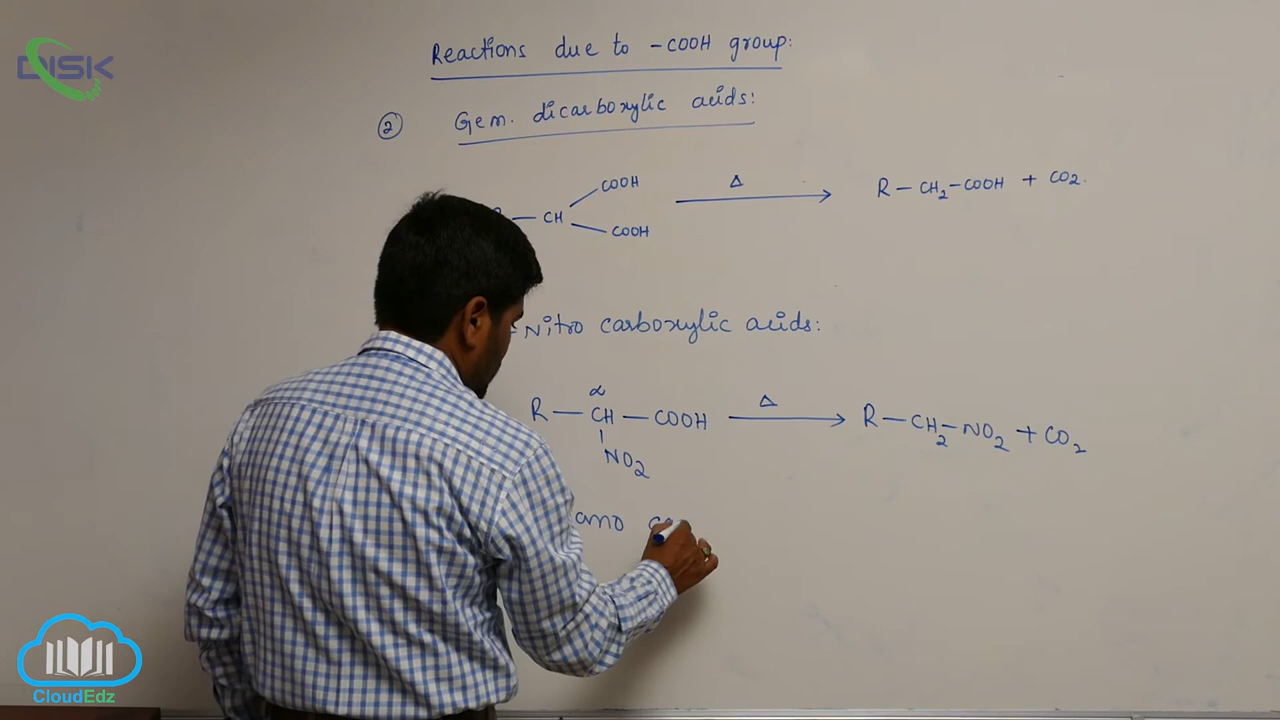 DISK
Reactions due to -COOH group:
② Gem. dicarboxylic acids:
COOH
CH
COOH
Δ
R - CH2-COOH + CO2.
-Nitro carboxylic acids:
α
R - CH - COOH
NO2
Δ
R - CH2 - NO2 + CO2
CloudEdz